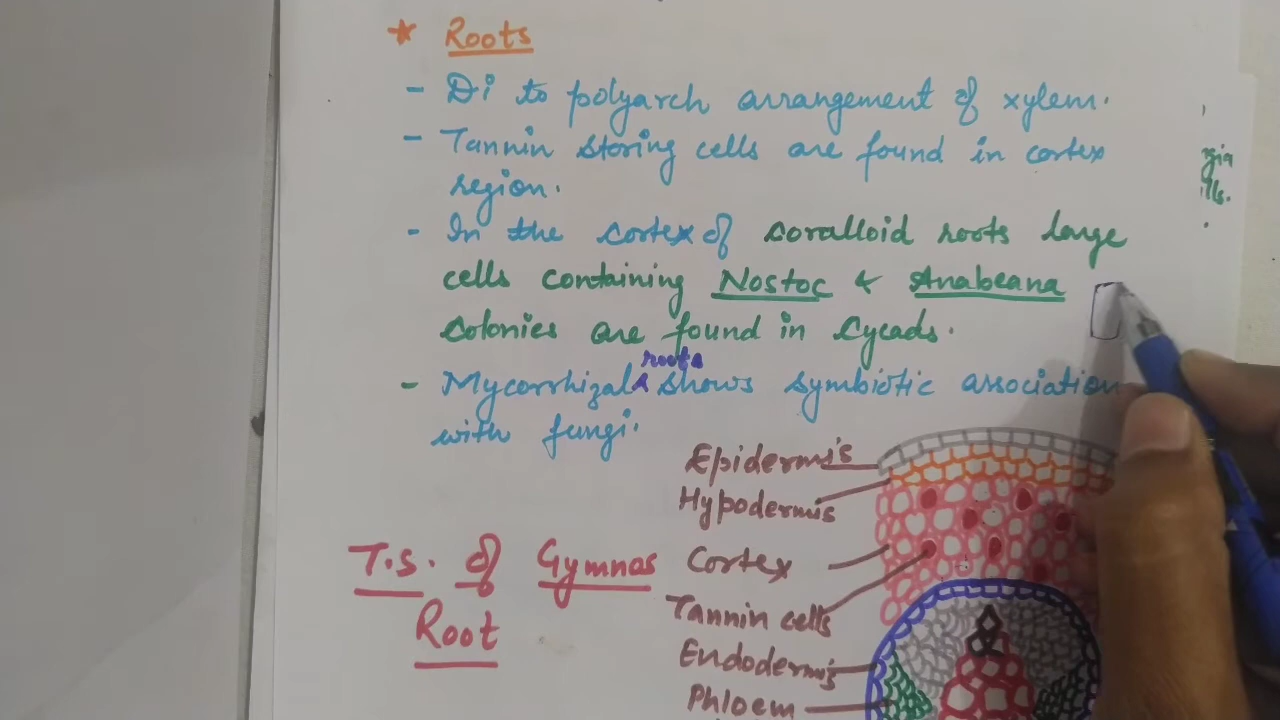 * Roots
- Di to polyarch arrangement of xylem.
- Tannin storing cells are found in cortex
region.
- In the cortex of coralloid roots large
cells containing Nostoc & Anabeana
colonies are found in Cycads.
roots
- Mycorrhizal shows symbiotic association
with fungi.
Epidermis
Hypodermis
T.S. of Gymnos
Root
Cortex
Tannin cells
Endodermis
Phloem